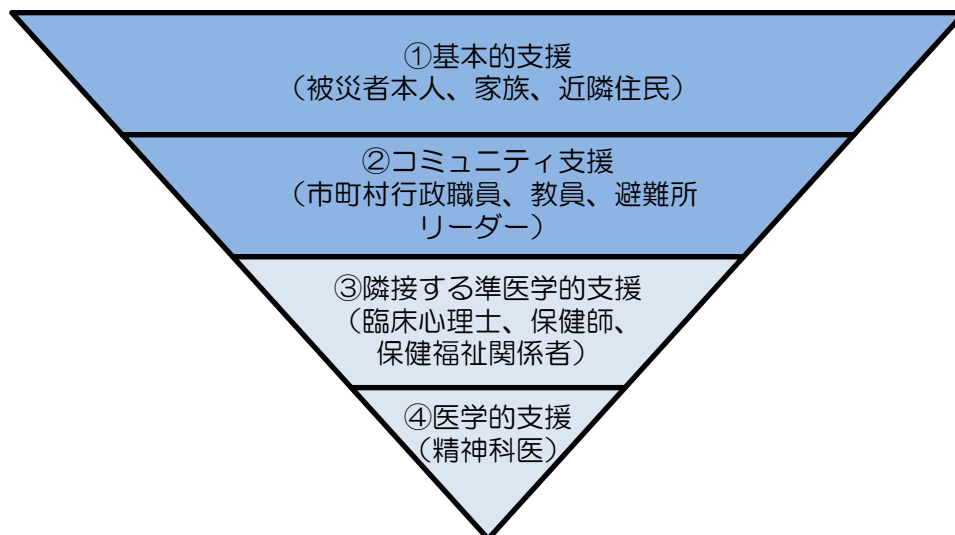 ①基本的支援
（被災者本人、家族、近隣住民）
②コミュニティ支援
（市町村行政職員、教員、避難所
リーダー）
③隣接する準医学的支援
（臨床心理士、保健師、
保健福祉関係者）
④医学的支援
（精神科医）